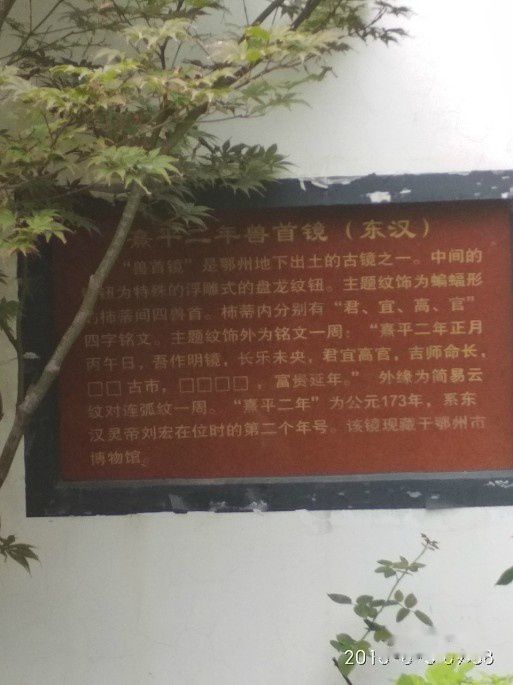 熹平二年兽首镜（东汉）
“兽首镜”是鄂州地下出土的古镜之一。中间的
钮为特殊的浮雕式的盘龙纹钮。主题纹饰为蝙蝠形
柿蒂间四兽首。柿蒂内分别有“君、宜、高、官”
四字铭文。主题纹饰外为铭文一周：“熹平二年正月
丙午日，吾作明镜，长乐未央，君宜高官，吉师命长，
□□古市，□□□□，富贵延年。”外缘为简易云
纹对连弧纹一周。“熹平二年”为公元173年，系东
汉灵帝刘宏在位时的第二个年号。该镜现藏于鄂州市
博物馆。